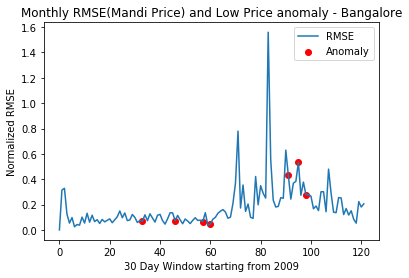 Monthly RMSE(Mandi Price) and Low Price anomaly - Bangalore
RMSE
Anomaly
1.6
1.4
1.2
1.0
0.8
0.6
0.4
0.2
0.0
Normalized RMSE
0 20 40 60 80 100 120
30 Day Window starting from 2009